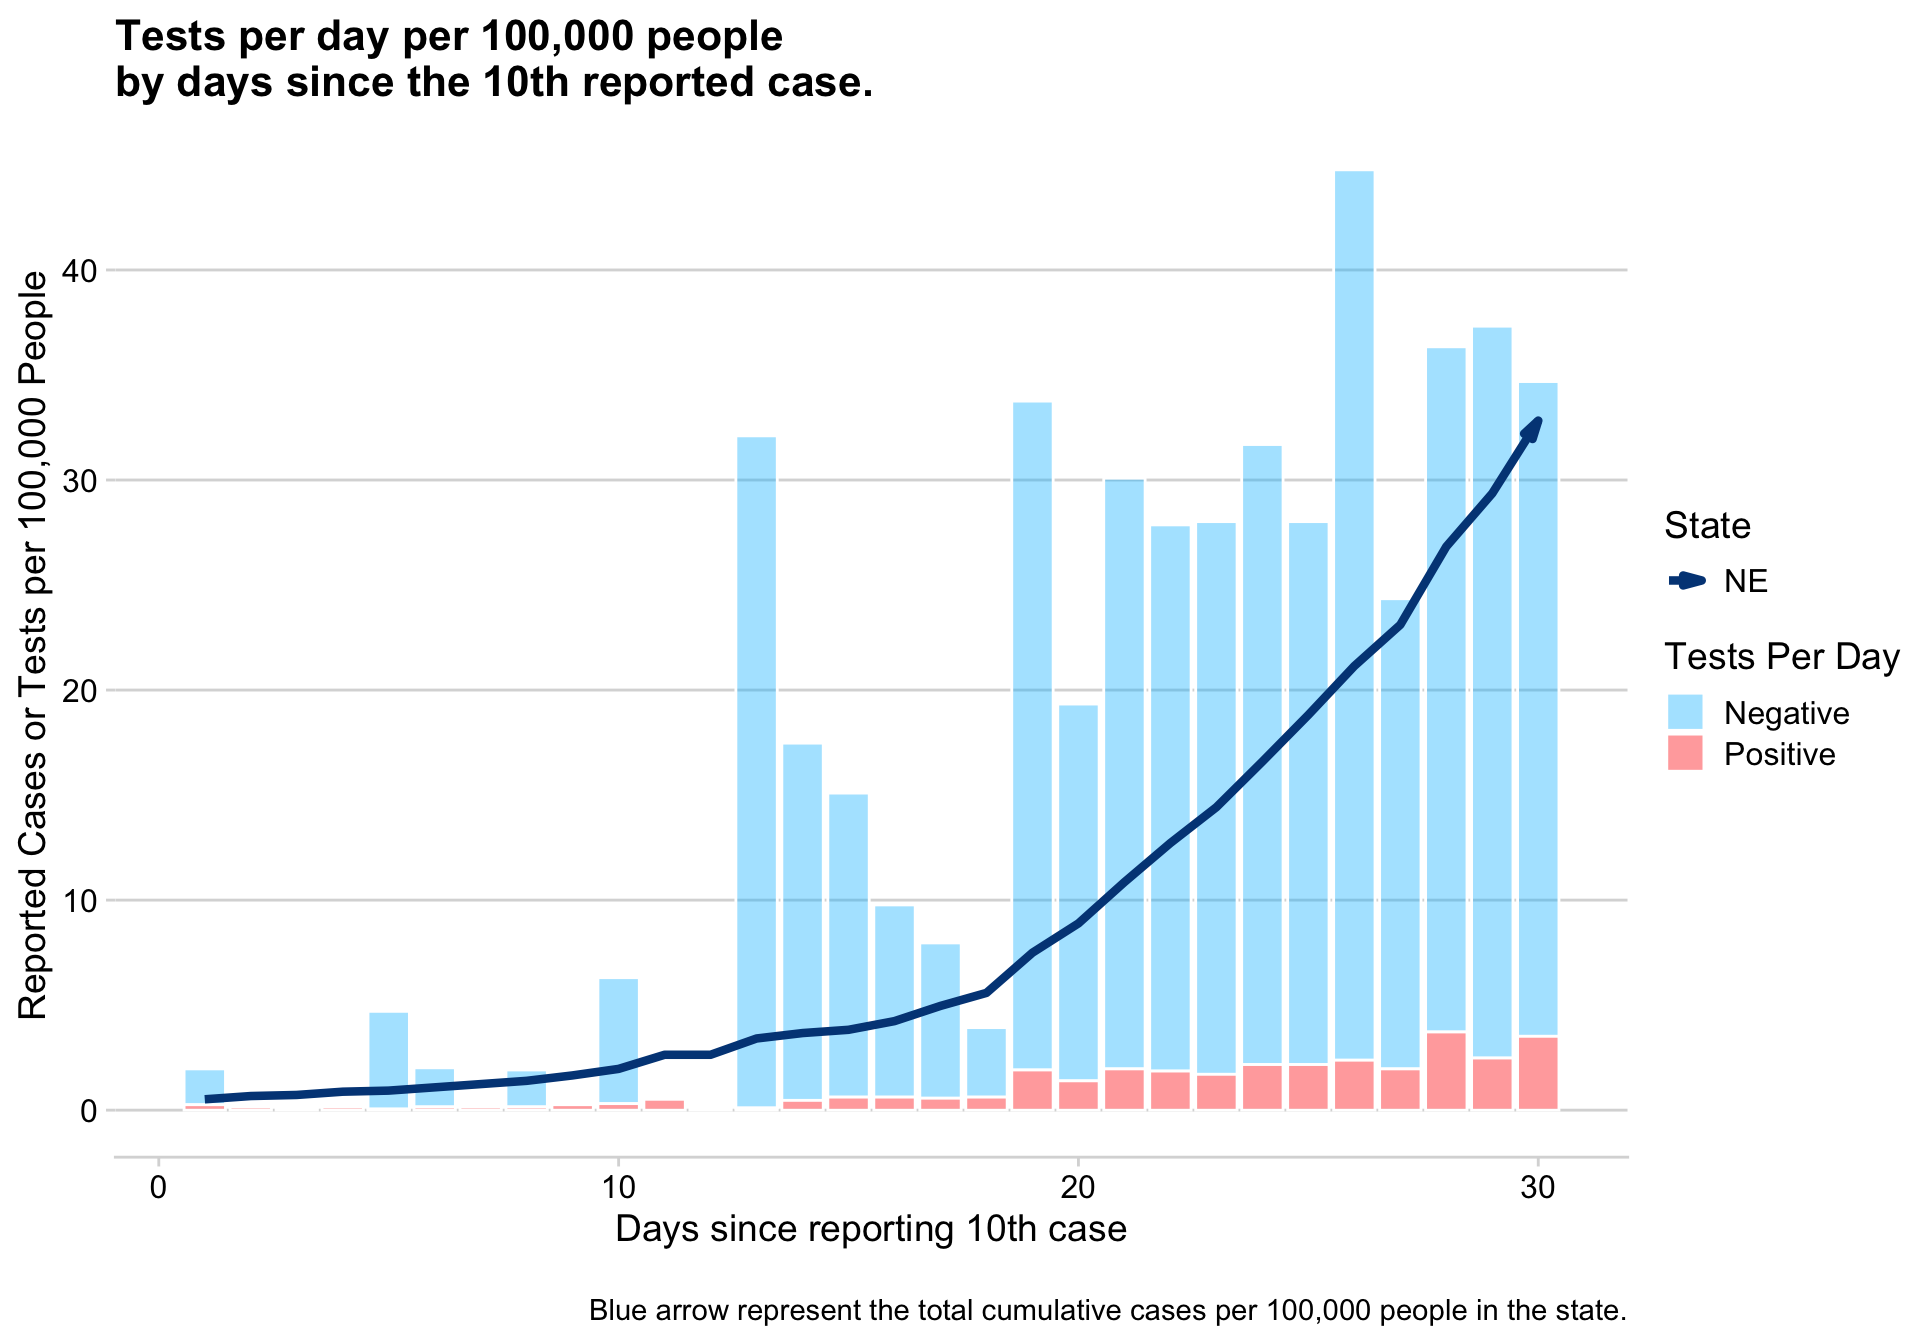 Tests per day per 100,000 people
by days since the 10th reported case.
Reported Cases or Tests per 100,000 People
40
30
20
10
0
0
10
20
30
Days since reporting 10th case
State
NE
Tests Per Day
Negative
Positive
Blue arrow represent the total cumulative cases per 100,000 people in the state.